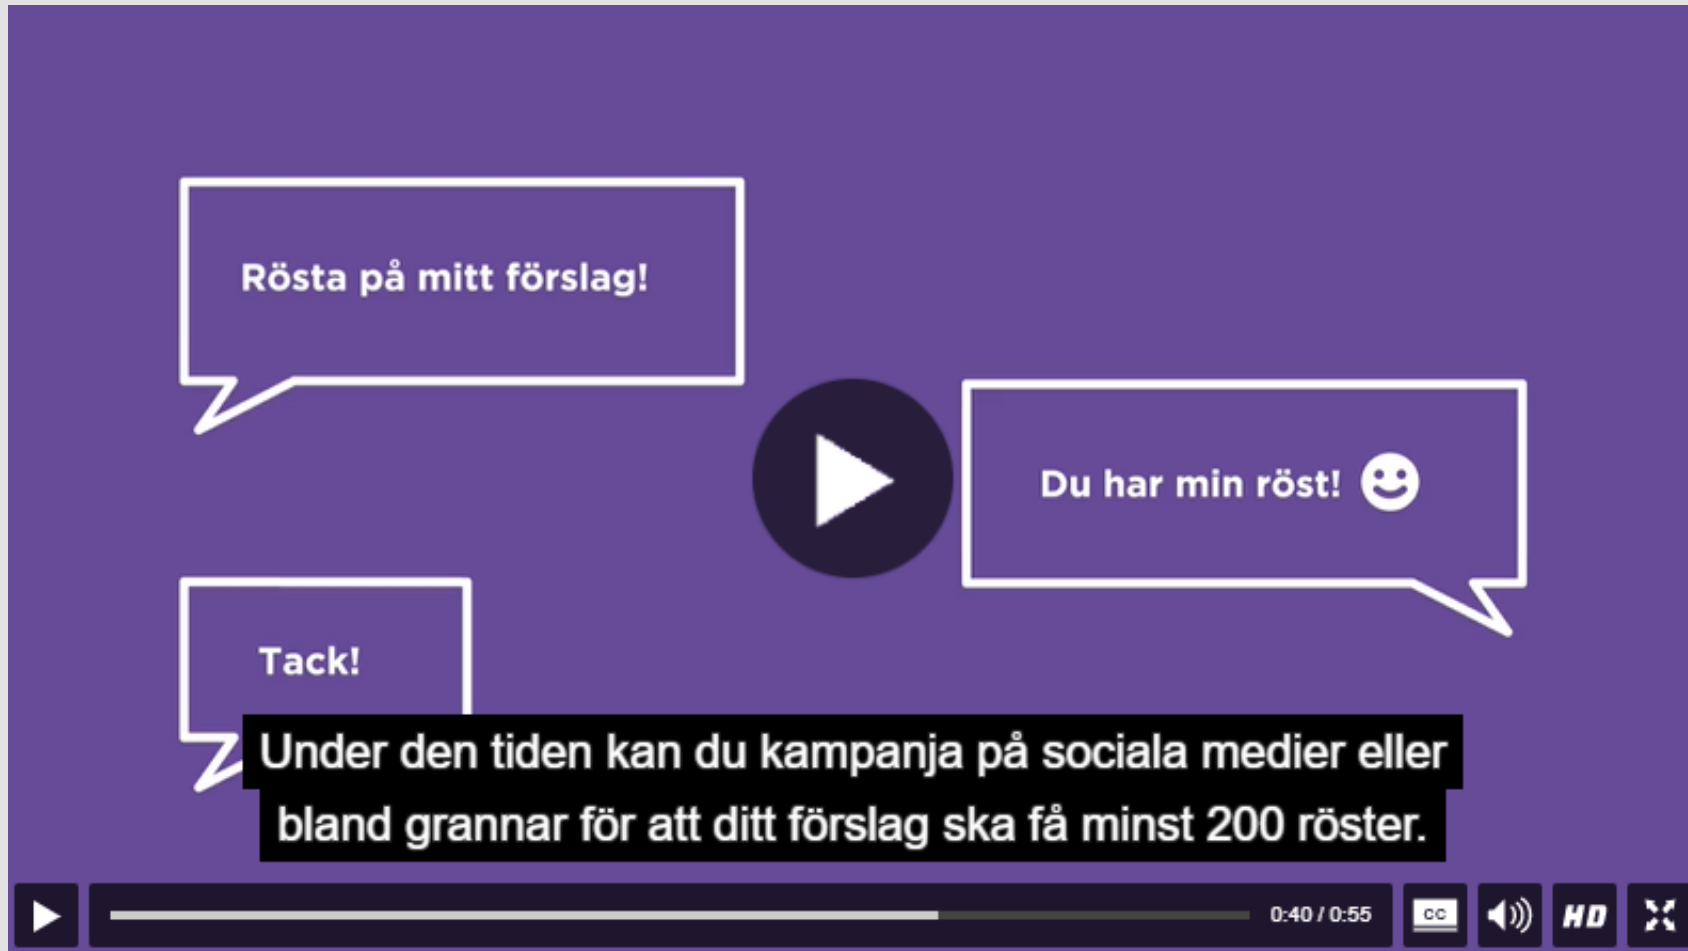 Rösta på mitt förslag!
Du har min röst!
Tack!
Under den tiden kan du kampanja på sociala medier eller
bland grannar för att ditt förslag ska få minst 200 röster.
0:40 / 0:55
CC
HD